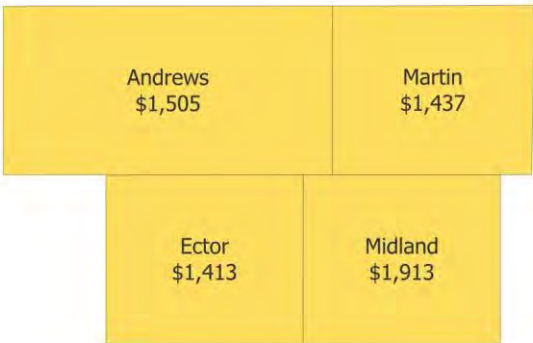 Andrews
$1,505
Martin
$1,437
Ector
$1,413
Midland
$1,913